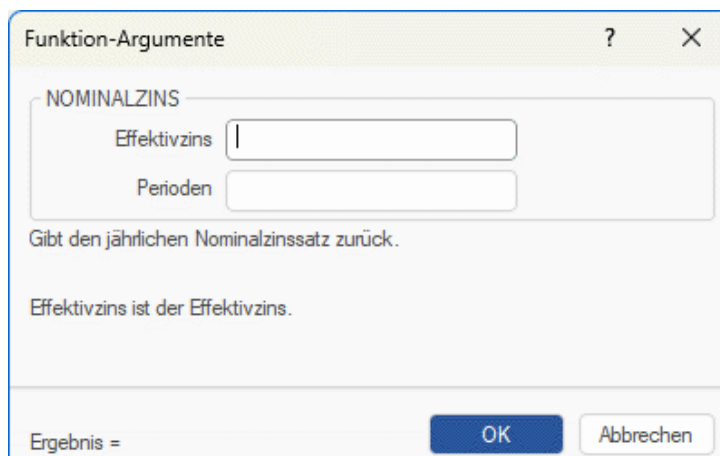 Funktion-Argumente ? ×
NOMINALZINS
Effektivzins
Perioden
Gibt den jährlichen Nominalzinssatz zurück.
Effektivzins ist der Effektivzins.
Ergebnis =
OK Abbrechen